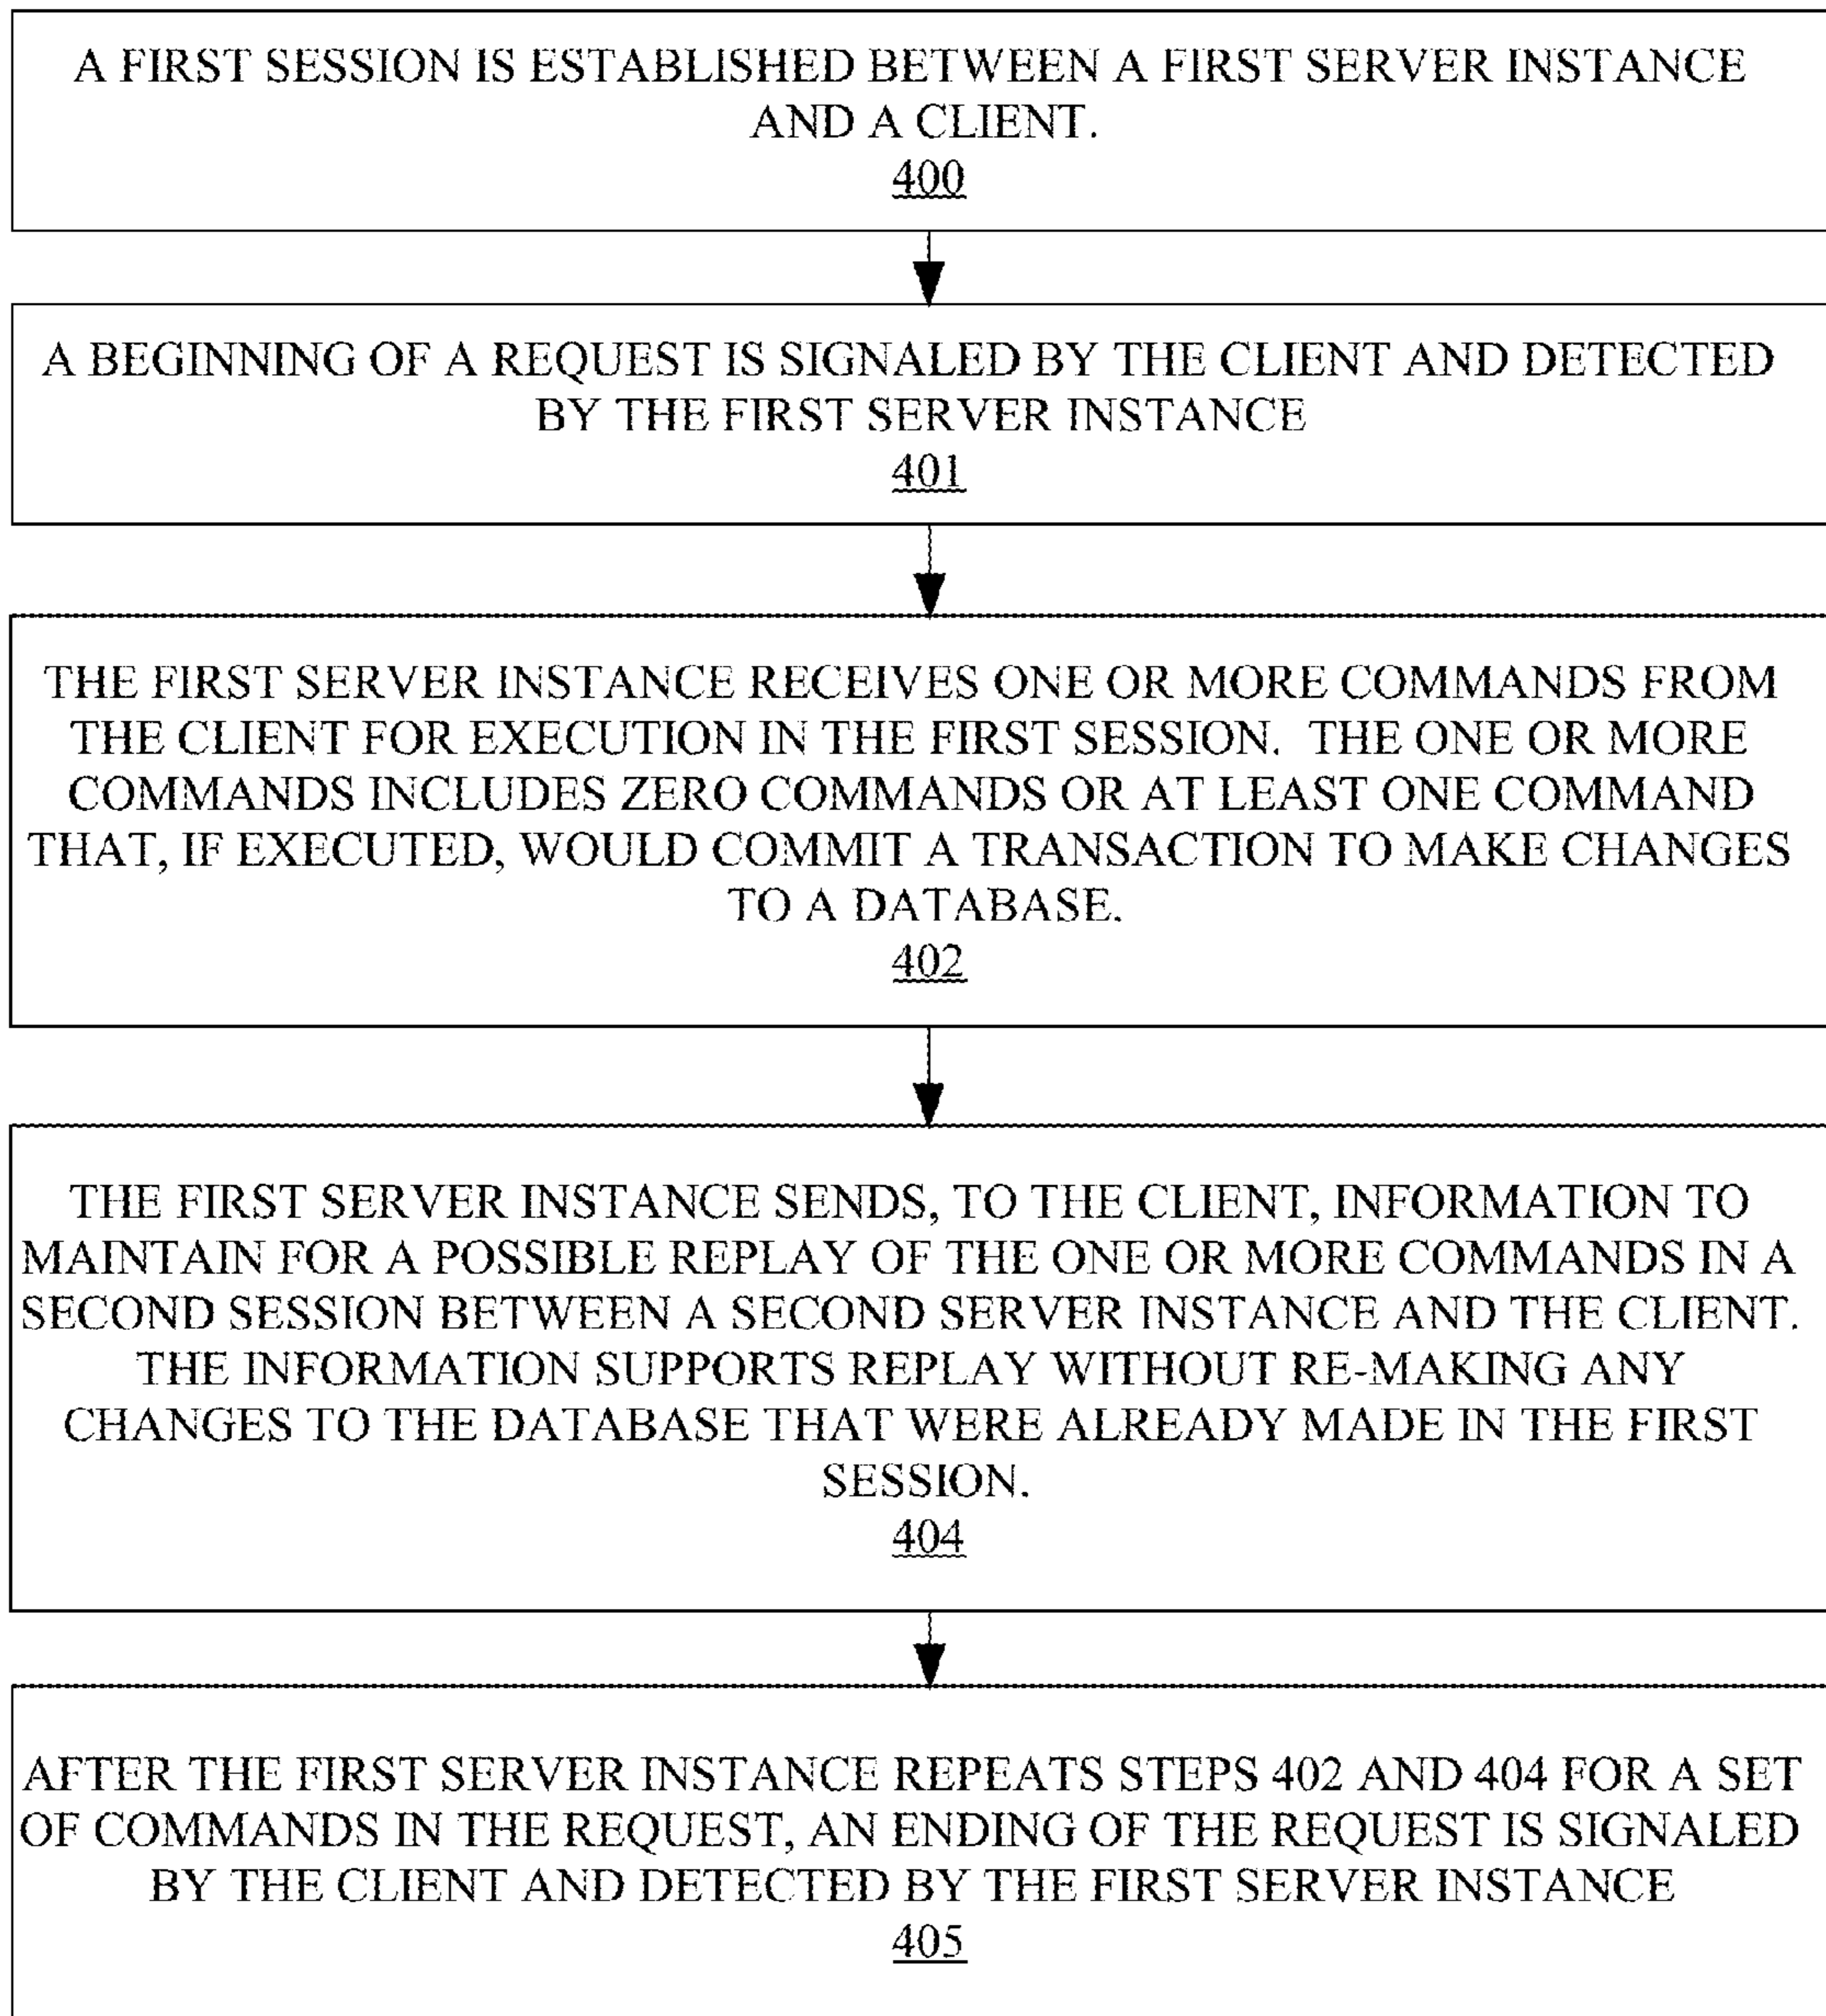 A FIRST SESSION IS ESTABLISHED BETWEEN A FIRST SERVER INSTANCE
AND A CLIENT.
400
A BEGINNING OF A REQUEST IS SIGNALED BY THE CLIENT AND DETECTED
BY THE FIRST SERVER INSTANCE
401
THE FIRST SERVER INSTANCE RECEIVES ONE OR MORE COMMANDS FROM
THE CLIENT FOR EXECUTION IN THE FIRST SESSION. THE ONE OR MORE
COMMANDS INCLUDES ZERO COMMANDS OR AT LEAST ONE COMMAND
THAT, IF EXECUTED, WOULD COMMIT A TRANSACTION TO MAKE CHANGES
TO A DATABASE.
402
THE FIRST SERVER INSTANCE SENDS, TO THE CLIENT, INFORMATION TO
MAINTAIN FOR A POSSIBLE REPLAY OF THE ONE OR MORE COMMANDS IN A
SECOND SESSION BETWEEN A SECOND SERVER INSTANCE AND THE CLIENT.
THE INFORMATION SUPPORTS REPLAY WITHOUT RE-MAKING ANY
CHANGES TO THE DATABASE THAT WERE ALREADY MADE IN THE FIRST
SESSION.
404
AFTER THE FIRST SERVER INSTANCE REPEATS STEPS 402 AND 404 FOR A SET
OF COMMANDS IN THE REQUEST, AN ENDING OF THE REQUEST IS SIGNALED
BY THE CLIENT AND DETECTED BY THE FIRST SERVER INSTANCE
405